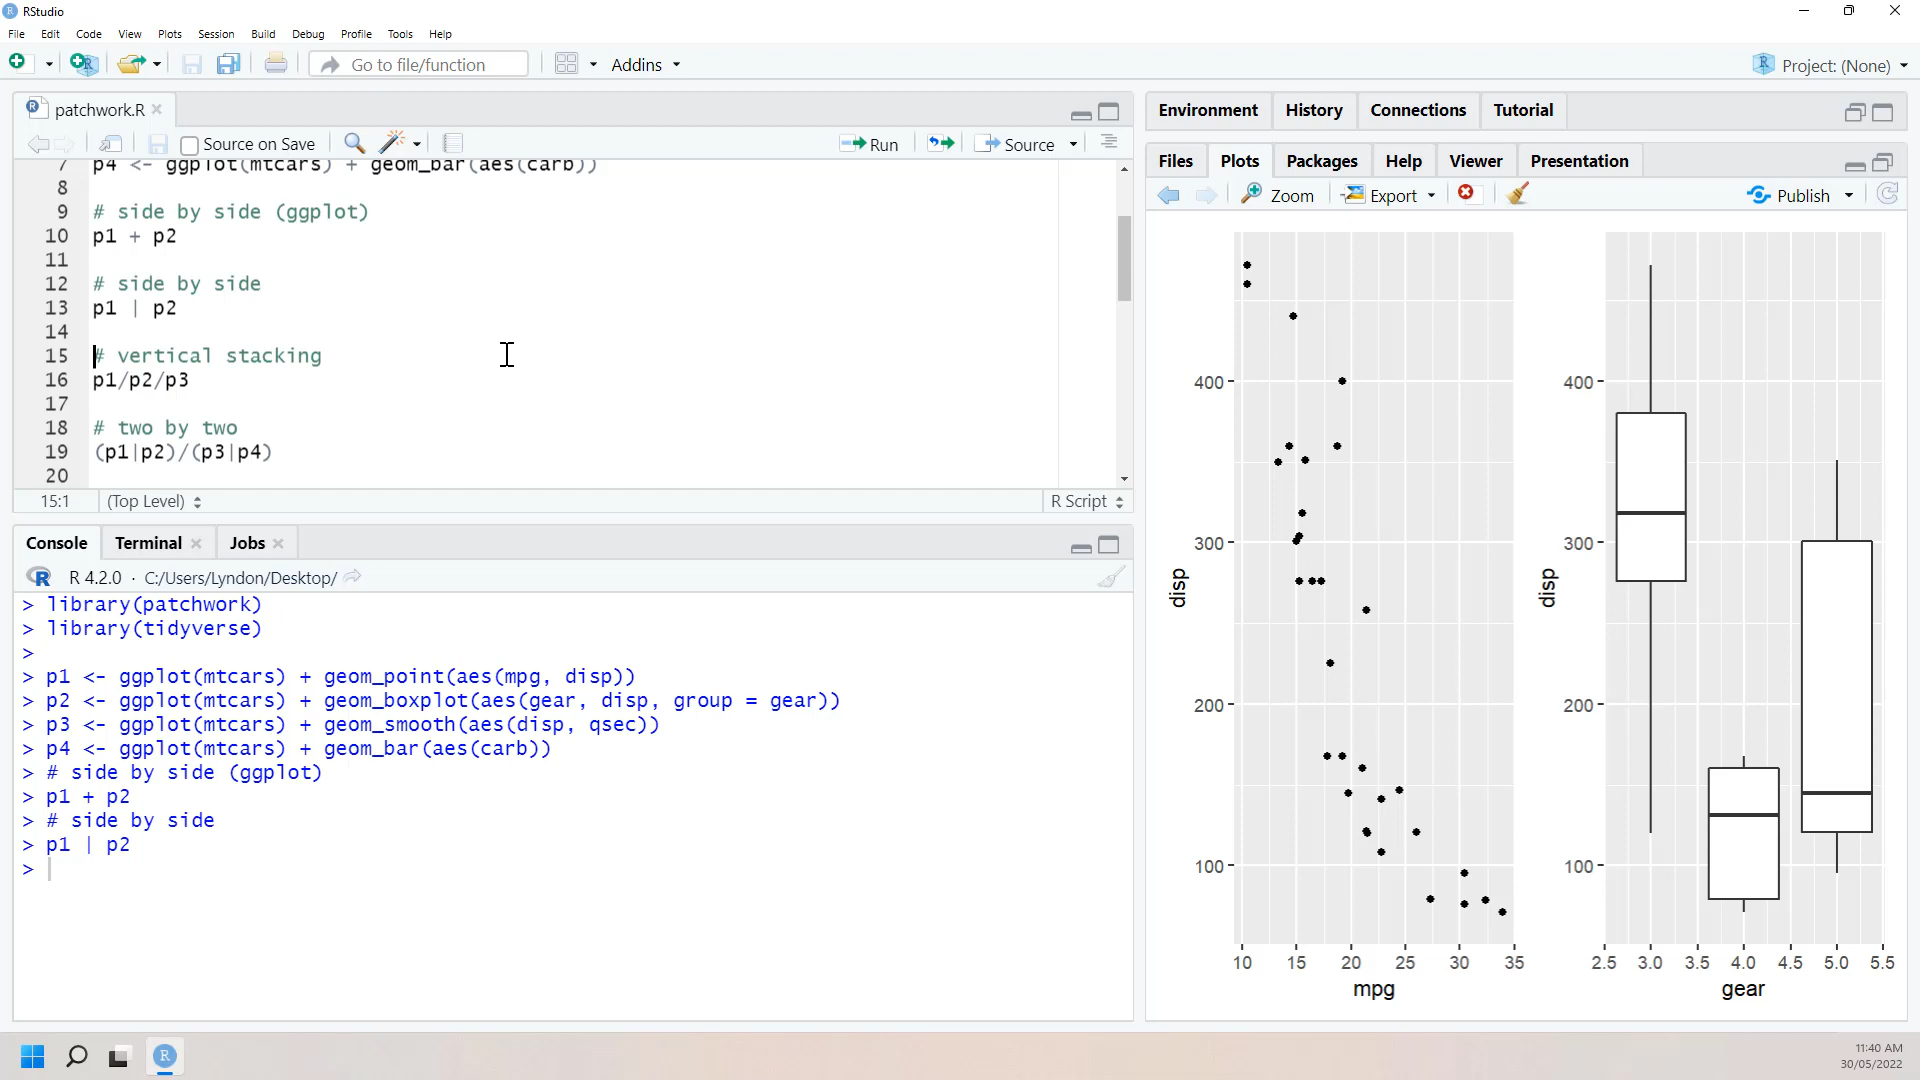 RStudio
File Edit Code View Plots Session Build Debug Profile Tools Help
Go to file/function Addins Project: (None)
patchwork.R
Source on Save Run Source
7 p4 <- ggplot(mtcars) + geom_bar(aes(carb))
8
9 # side by side (ggplot)
10 p1 + p2
11
12 # side by side
13 p1 | p2
14
15 # vertical stacking
16 p1/p2/p3
17
18 # two by two
19 (p1|p2)/(p3|p4)
20
15:1 (Top Level) R Script
Console Terminal Jobs
R 4.2.0 · C:/Users/Lyndon/Desktop/
> library(patchwork)
> library(tidyverse)
>
> p1 <- ggplot(mtcars) + geom_point(aes(mpg, disp))
> p2 <- ggplot(mtcars) + geom_boxplot(aes(gear, disp, group = gear))
> p3 <- ggplot(mtcars) + geom_smooth(aes(disp, qsec))
> p4 <- ggplot(mtcars) + geom_bar(aes(carb))
> # side by side (ggplot)
> p1 + p2
> # side by side
> p1 | p2
>
Environment History Connections Tutorial
Files Plots Packages Help Viewer Presentation
Zoom Export Publish
400
300
200
100
disp
10 15 20 25 30 35
mpg
400
300
200
100
disp
2.5 3.0 3.5 4.0 4.5 5.0 5.5
gear
11:40 AM
30/05/2022